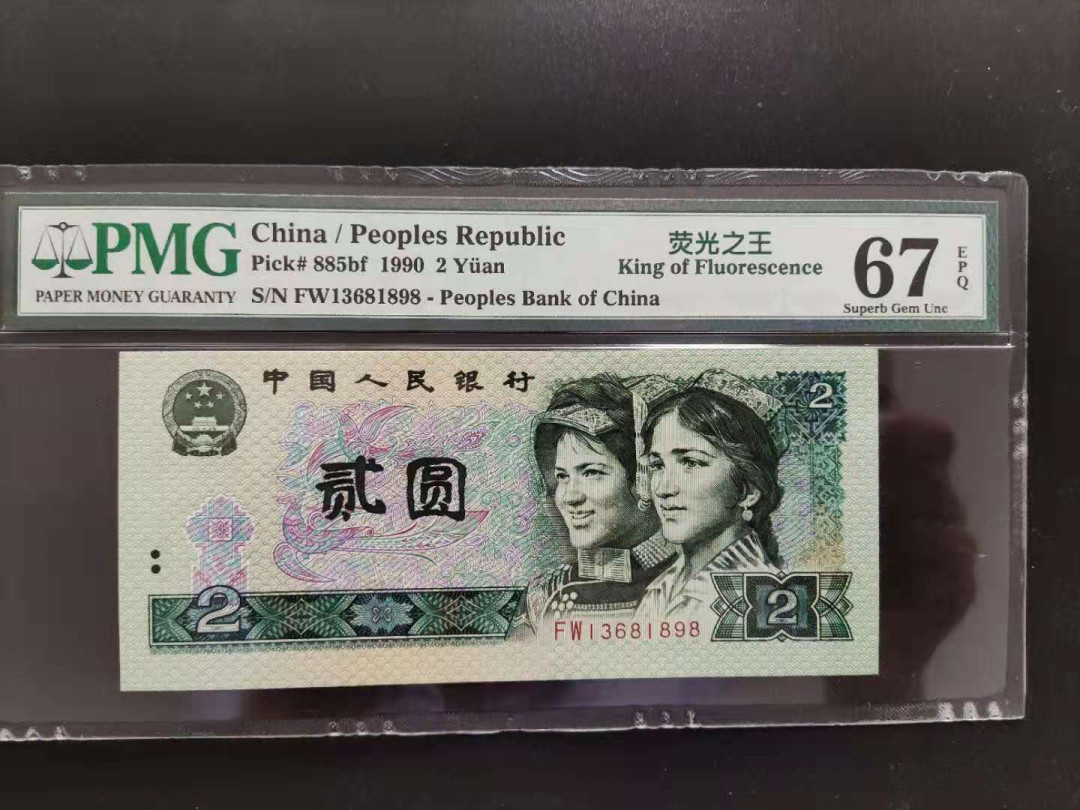 PMG
PAPER MONEY GUARANTY
China / Peoples Republic
Pick# 885bf 1990 2 Yüan
S/N FW13681898 - Peoples Bank of China
荧光之王
King of Fluorescence
67
EPQ
Superb Gem Unc
中国人民银行
2
贰圆
2
FW13681898
2